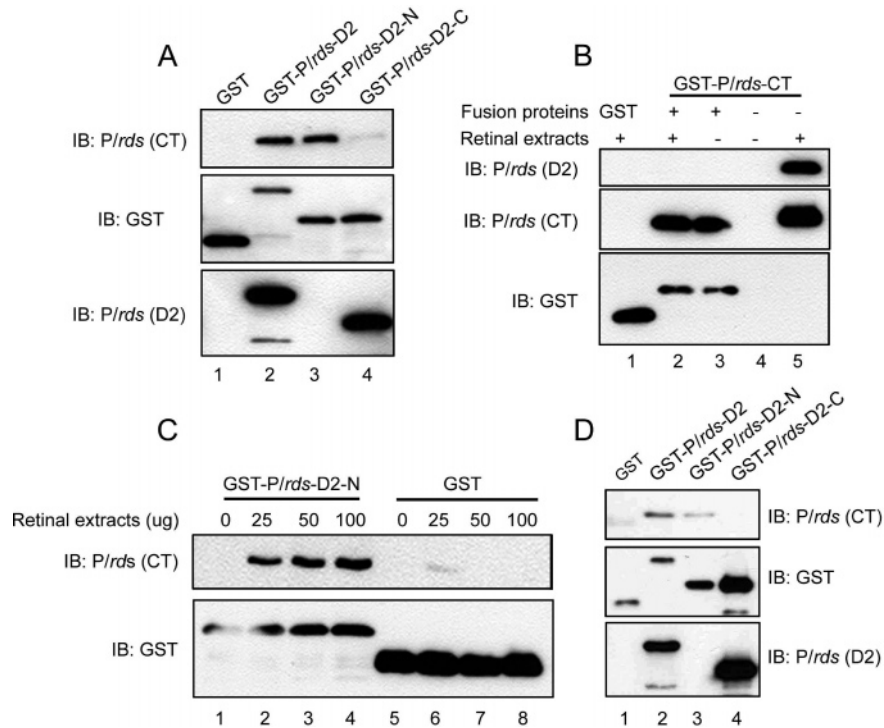 A
GST
GST-P/rds-D2
GST-P/rds-D2-N
GST-P/rds-D2-C
IB: P/rds (CT)
IB: GST
IB: P/rds (D2)
1 2 3 4
B
GST-P/rds-CT
Fusion proteins GST + + - -
Retinal extracts + + - - +
IB: P/rds (D2)
IB: P/rds (CT)
IB: GST
1 2 3 4 5
C
GST-P/rds-D2-N GST
Retinal extracts (ug) 0 25 50 100 0 25 50 100
IB: P/rds (CT)
IB: GST
1 2 3 4 5 6 7 8
D
GST
GST-P/rds-D2
GST-P/rds-D2-N
GST-P/rds-D2-C
IB: P/rds (CT)
IB: GST
IB: P/rds (D2)
1 2 3 4